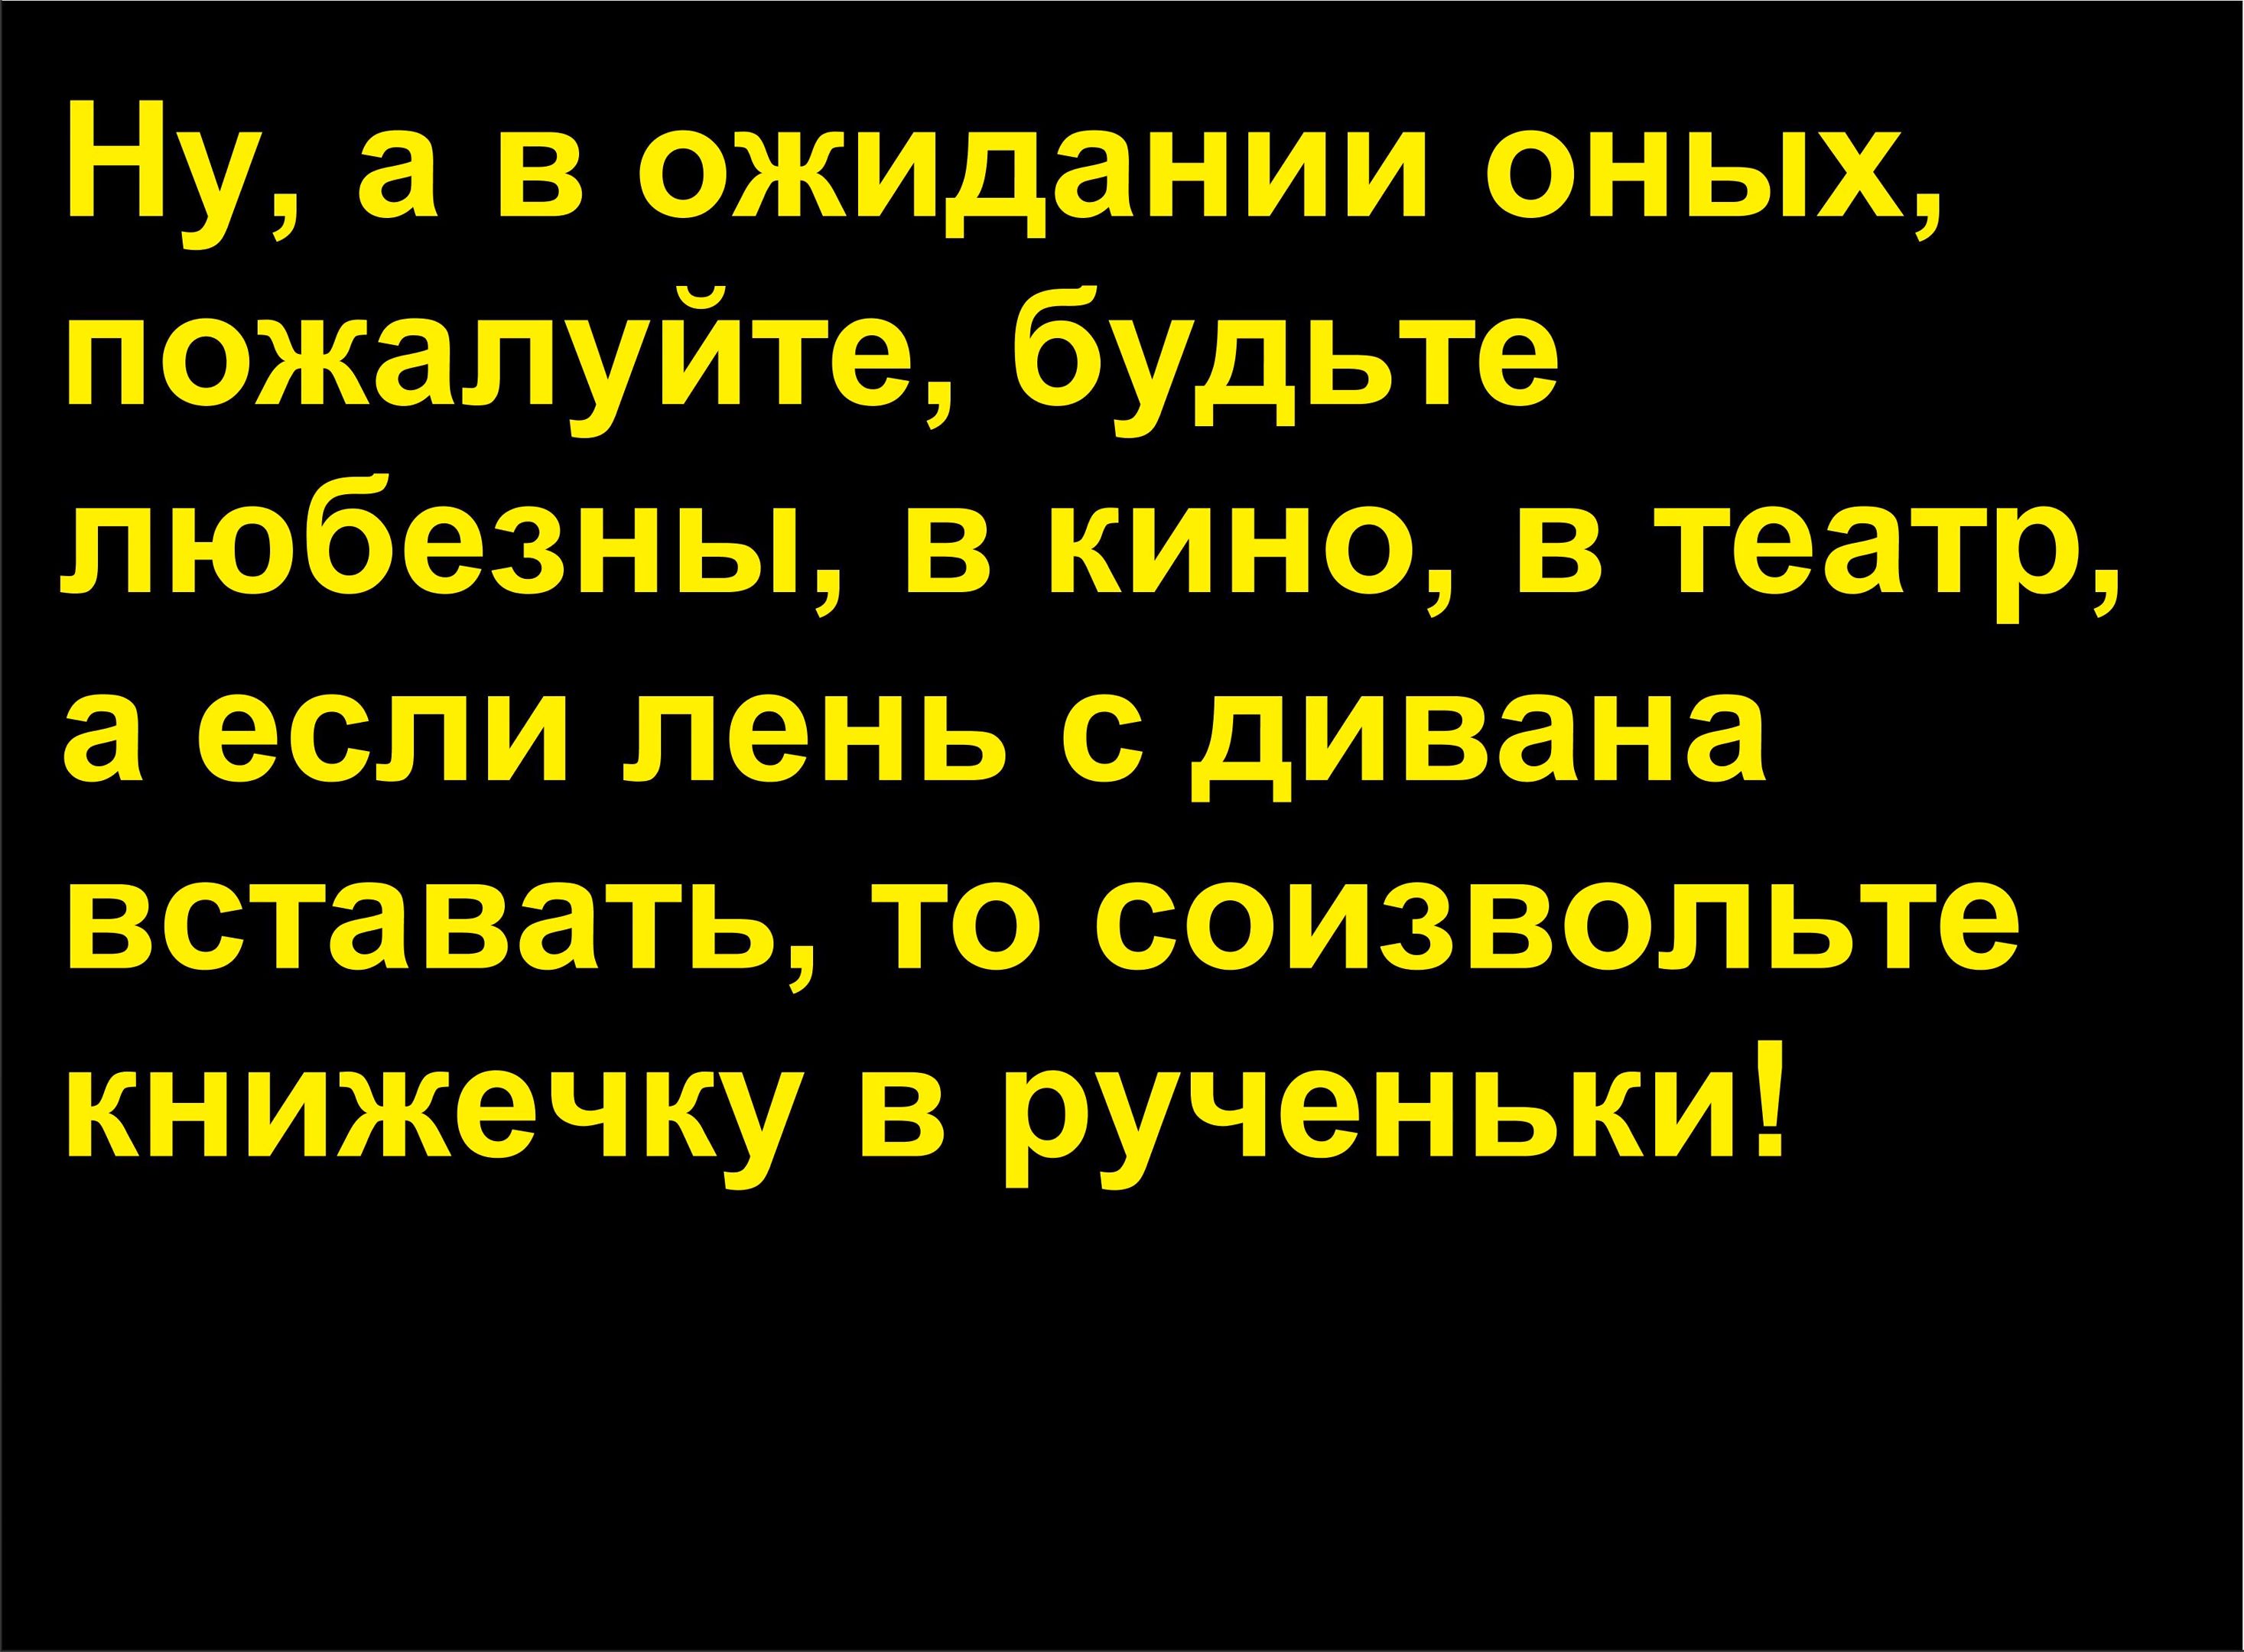 Ну, а в ожидании оных,
пожалуйте, будьте
любезны, в кино, в театр,
а если лень с дивана
вставать, то соизвольте
книжечку в рученьки!